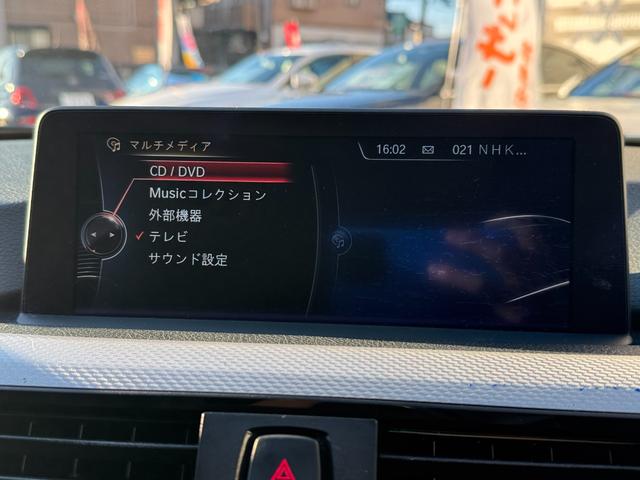 マルチメディア
16:02 021 NHK...
CD / DVD
Musicコレクション
外部機器
テレビ
サウンド設定